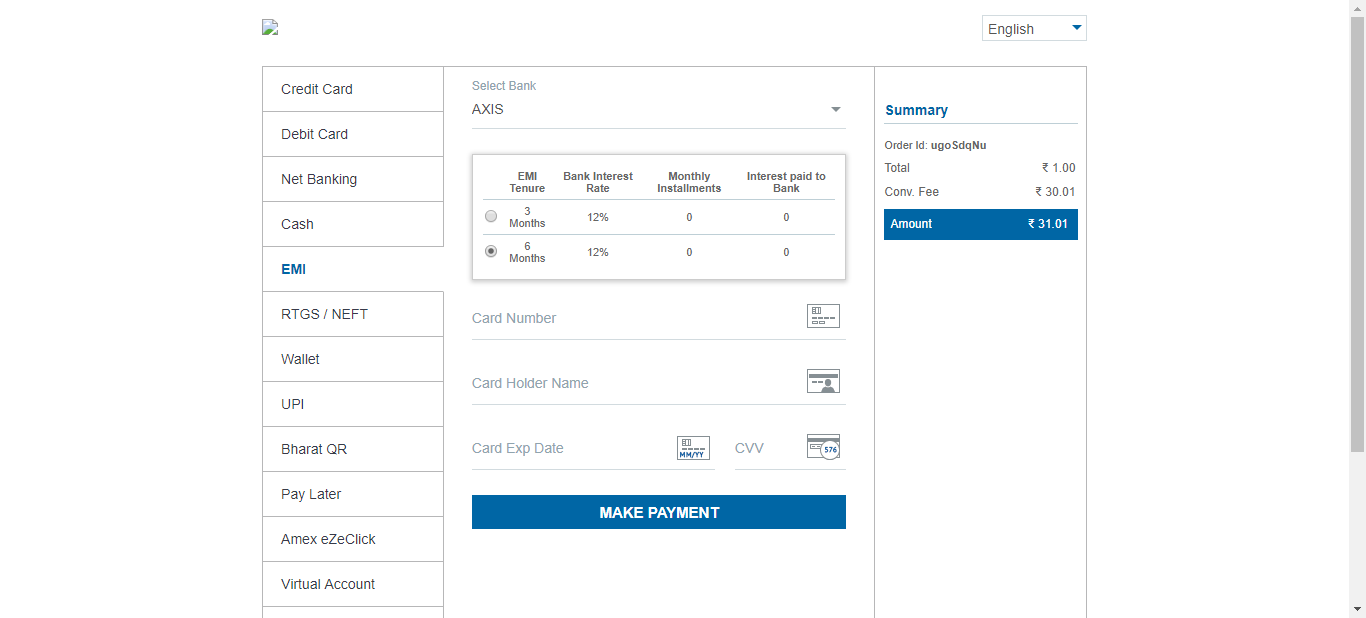 English
Credit Card
Debit Card
Net Banking
Cash
EMI
RTGS / NEFT
Wallet
UPI
Bharat QR
Pay Later
Amex eZeClick
Virtual Account
Select Bank
AXIS
EMI Tenure
Bank Interest Rate
Monthly Installments
Interest paid to Bank
3 Months 12% 0 0
6 Months 12% 0 0
Card Number
Card Holder Name
Card Exp Date
MM/YY
CVV
576
MAKE PAYMENT
Summary
Order Id: ugoSdqNu
Total ₹ 1.00
Conv. Fee ₹ 30.01
Amount ₹ 31.01